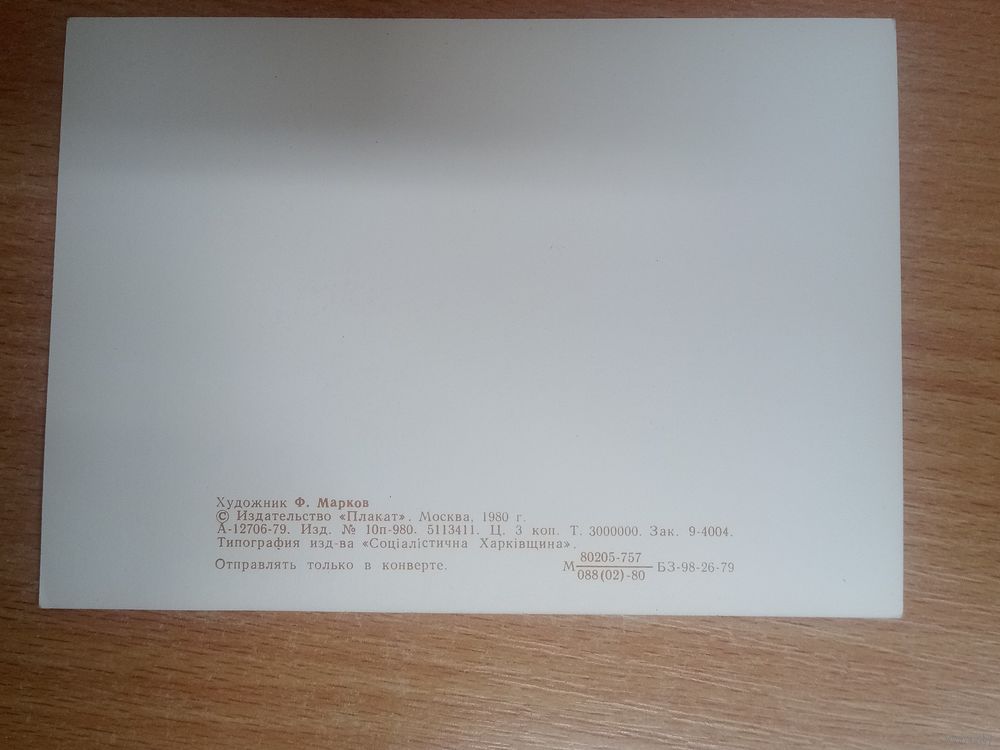 Художник Ф. Марков
© Издательство «Плакат». Москва, 1980 г.
А-12706-79. Изд. № 10п-980. 5113411. Ц. 3 коп. Т. 3000000. Зак. 9-4004.
Типография изд-ва «Соціалістична Харківщина».
Отправлять только в конверте.
М 80205-757 / 088(02)-80 БЗ-98-26-79